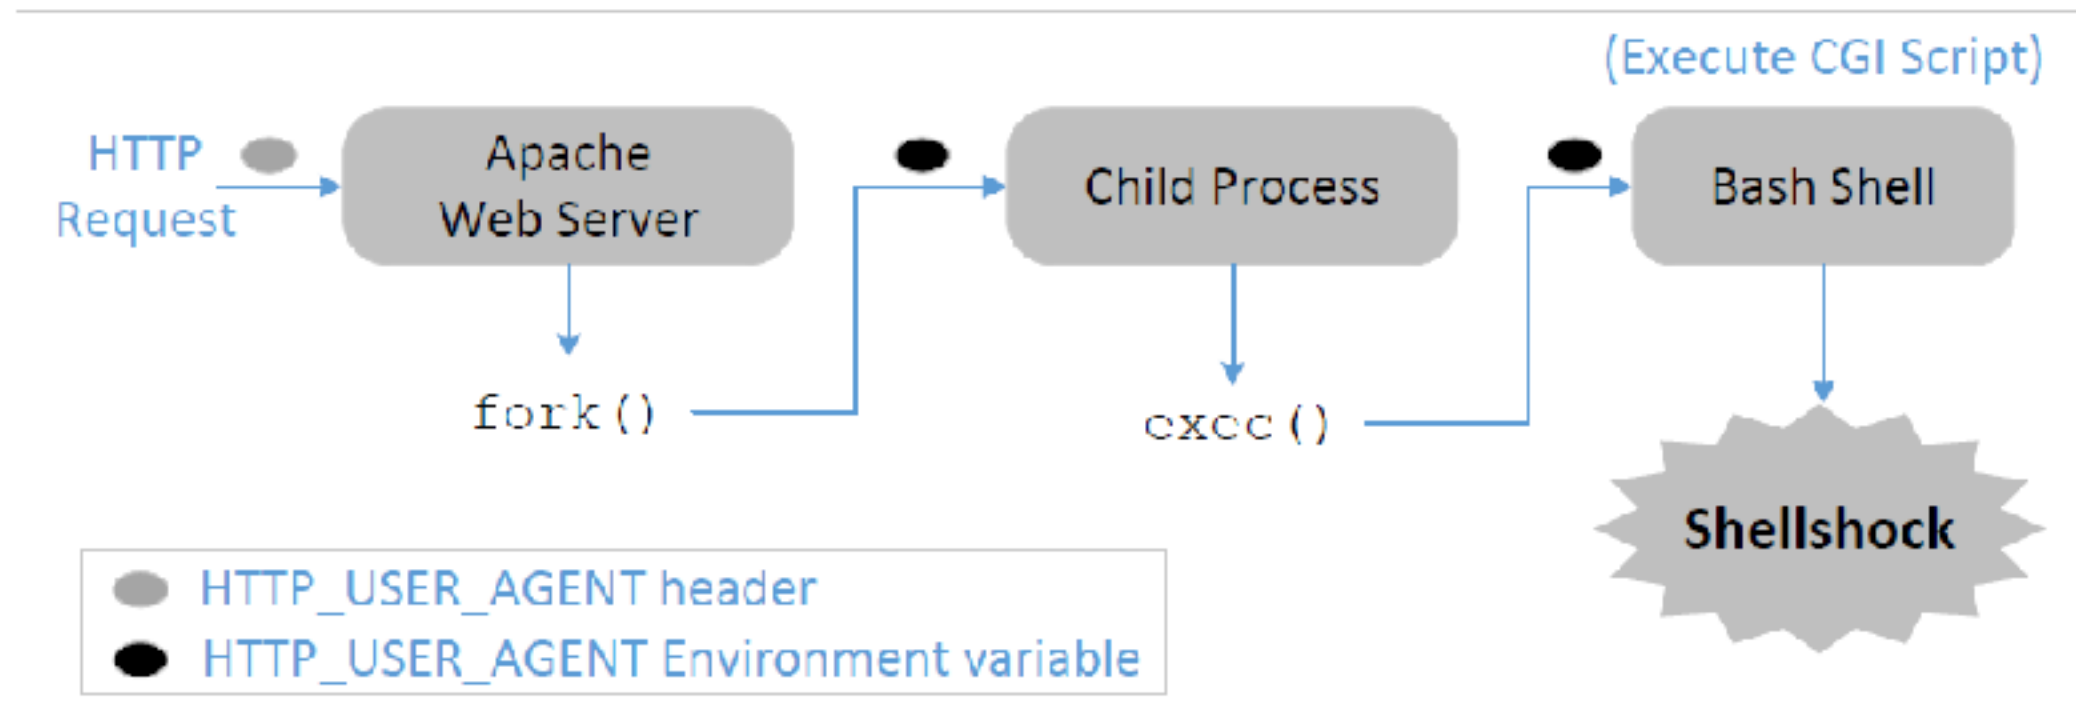 (Execute CGI Script)
HTTP
Request
Apache
Web Server
Child Process
Bash Shell
fork()
exec()
Shellshock
HTTP_USER_AGENT header
HTTP_USER_AGENT Environment variable